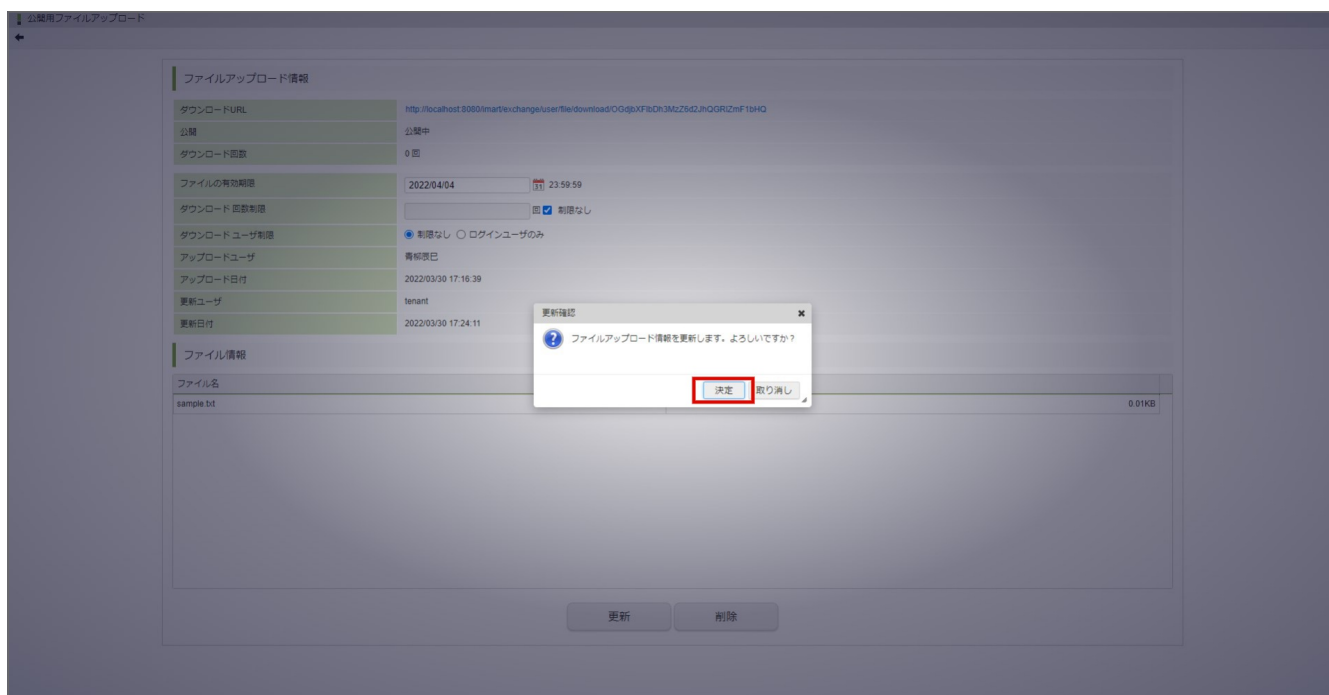 公開用ファイルアップロード
ファイルアップロード情報
ダウンロードURL
公開 公開中
ダウンロード回数 0 回
ファイルの有効期限 2022/04/04 31 23:59:59
ダウンロード 回数制限 回 制限なし
ダウンロード ユーザ制限 制限なし ログインユーザのみ
アップロードユーザ 青柳辰巳
アップロード日付 2022/03/30 17:16:39
更新ユーザ tenant
更新日付 2022/03/30 17:24:11
更新確認
ファイルアップロード情報を更新します。よろしいですか？
決定 取り消し
ファイル情報
ファイル名
sample.txt 0.01KB
更新 削除